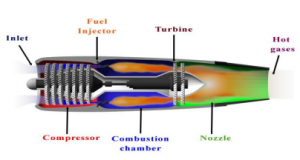 Fuel
Injector
Turbine
Inlet
Hot
gases
Compressor
Combustion
chamber
Nozzle